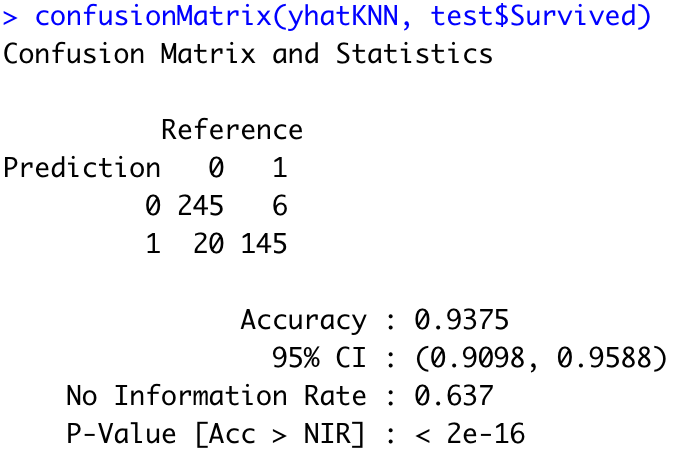 > confusionMatrix(yhatKNN, test$Survived)
Confusion Matrix and Statistics
Reference
Prediction 0 1
0 245 6
1 20 145
Accuracy : 0.9375
95% CI : (0.9098, 0.9588)
No Information Rate : 0.637
P-Value [Acc > NIR] : < 2e-16